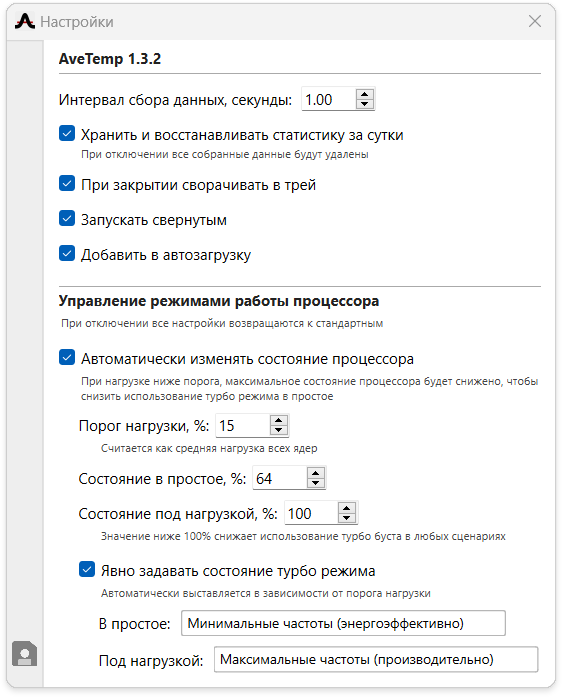 Настройки
AveTemp 1.3.2
Интервал сбора данных, секунды: 1.00
Хранить и восстанавливать статистику за сутки
При отключении все собранные данные будут удалены
При закрытии сворачивать в трей
Запускать свернутым
Добавить в автозагрузку
Управление режимами работы процессора
При отключении все настройки возвращаются к стандартным
Автоматически изменять состояние процессора
При нагрузке ниже порога, максимальное состояние процессора будет снижено, чтобы
снизить использование турбо режима в простое
Порог нагрузки, %: 15
Считается как средняя нагрузка всех ядер
Состояние в простое, %: 64
Состояние под нагрузкой, %: 100
Значение ниже 100% снижает использование турбо буста в любых сценариях
Явно задавать состояние турбо режима
Автоматически выставляется в зависимости от порога нагрузки
В простое: Минимальные частоты (энергоэффективно)
Под нагрузкой: Максимальные частоты (производительно)